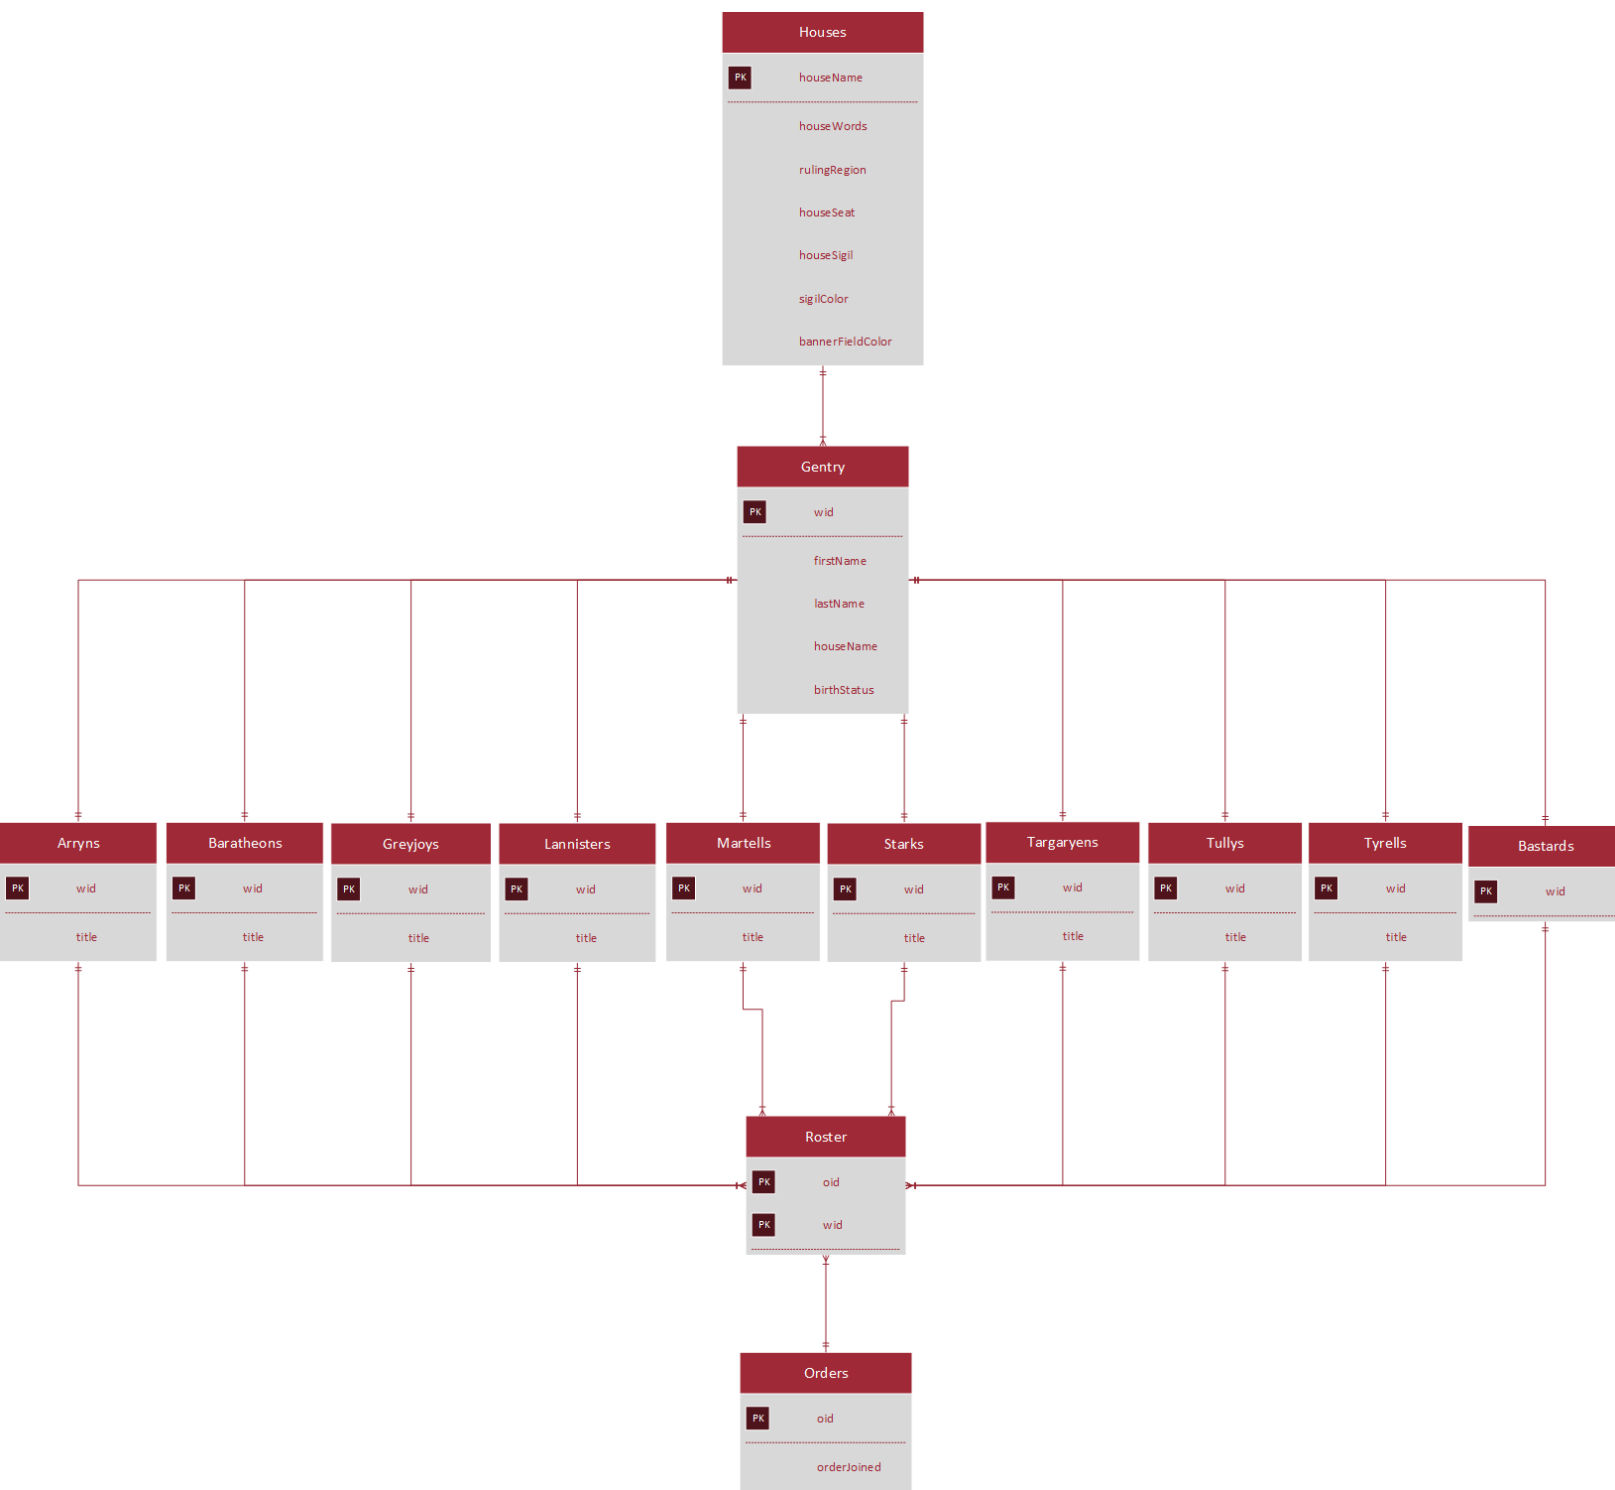 Houses
PK houseName
houseWords
rulingRegion
houseSeat
houseSigil
sigilColor
bannerFieldColor
Gentry
PK wid
firstName
lastName
houseName
birthStatus
Arryns
PK wid
title
Baratheons
PK wid
title
Greyjoys
PK wid
title
Lannisters
PK wid
title
Martells
PK wid
title
Starks
PK wid
title
Targaryens
PK wid
title
Tullys
PK wid
title
Tyrells
PK wid
title
Bastards
PK wid
Roster
PK oid
PK wid
Orders
PK oid
orderJoined